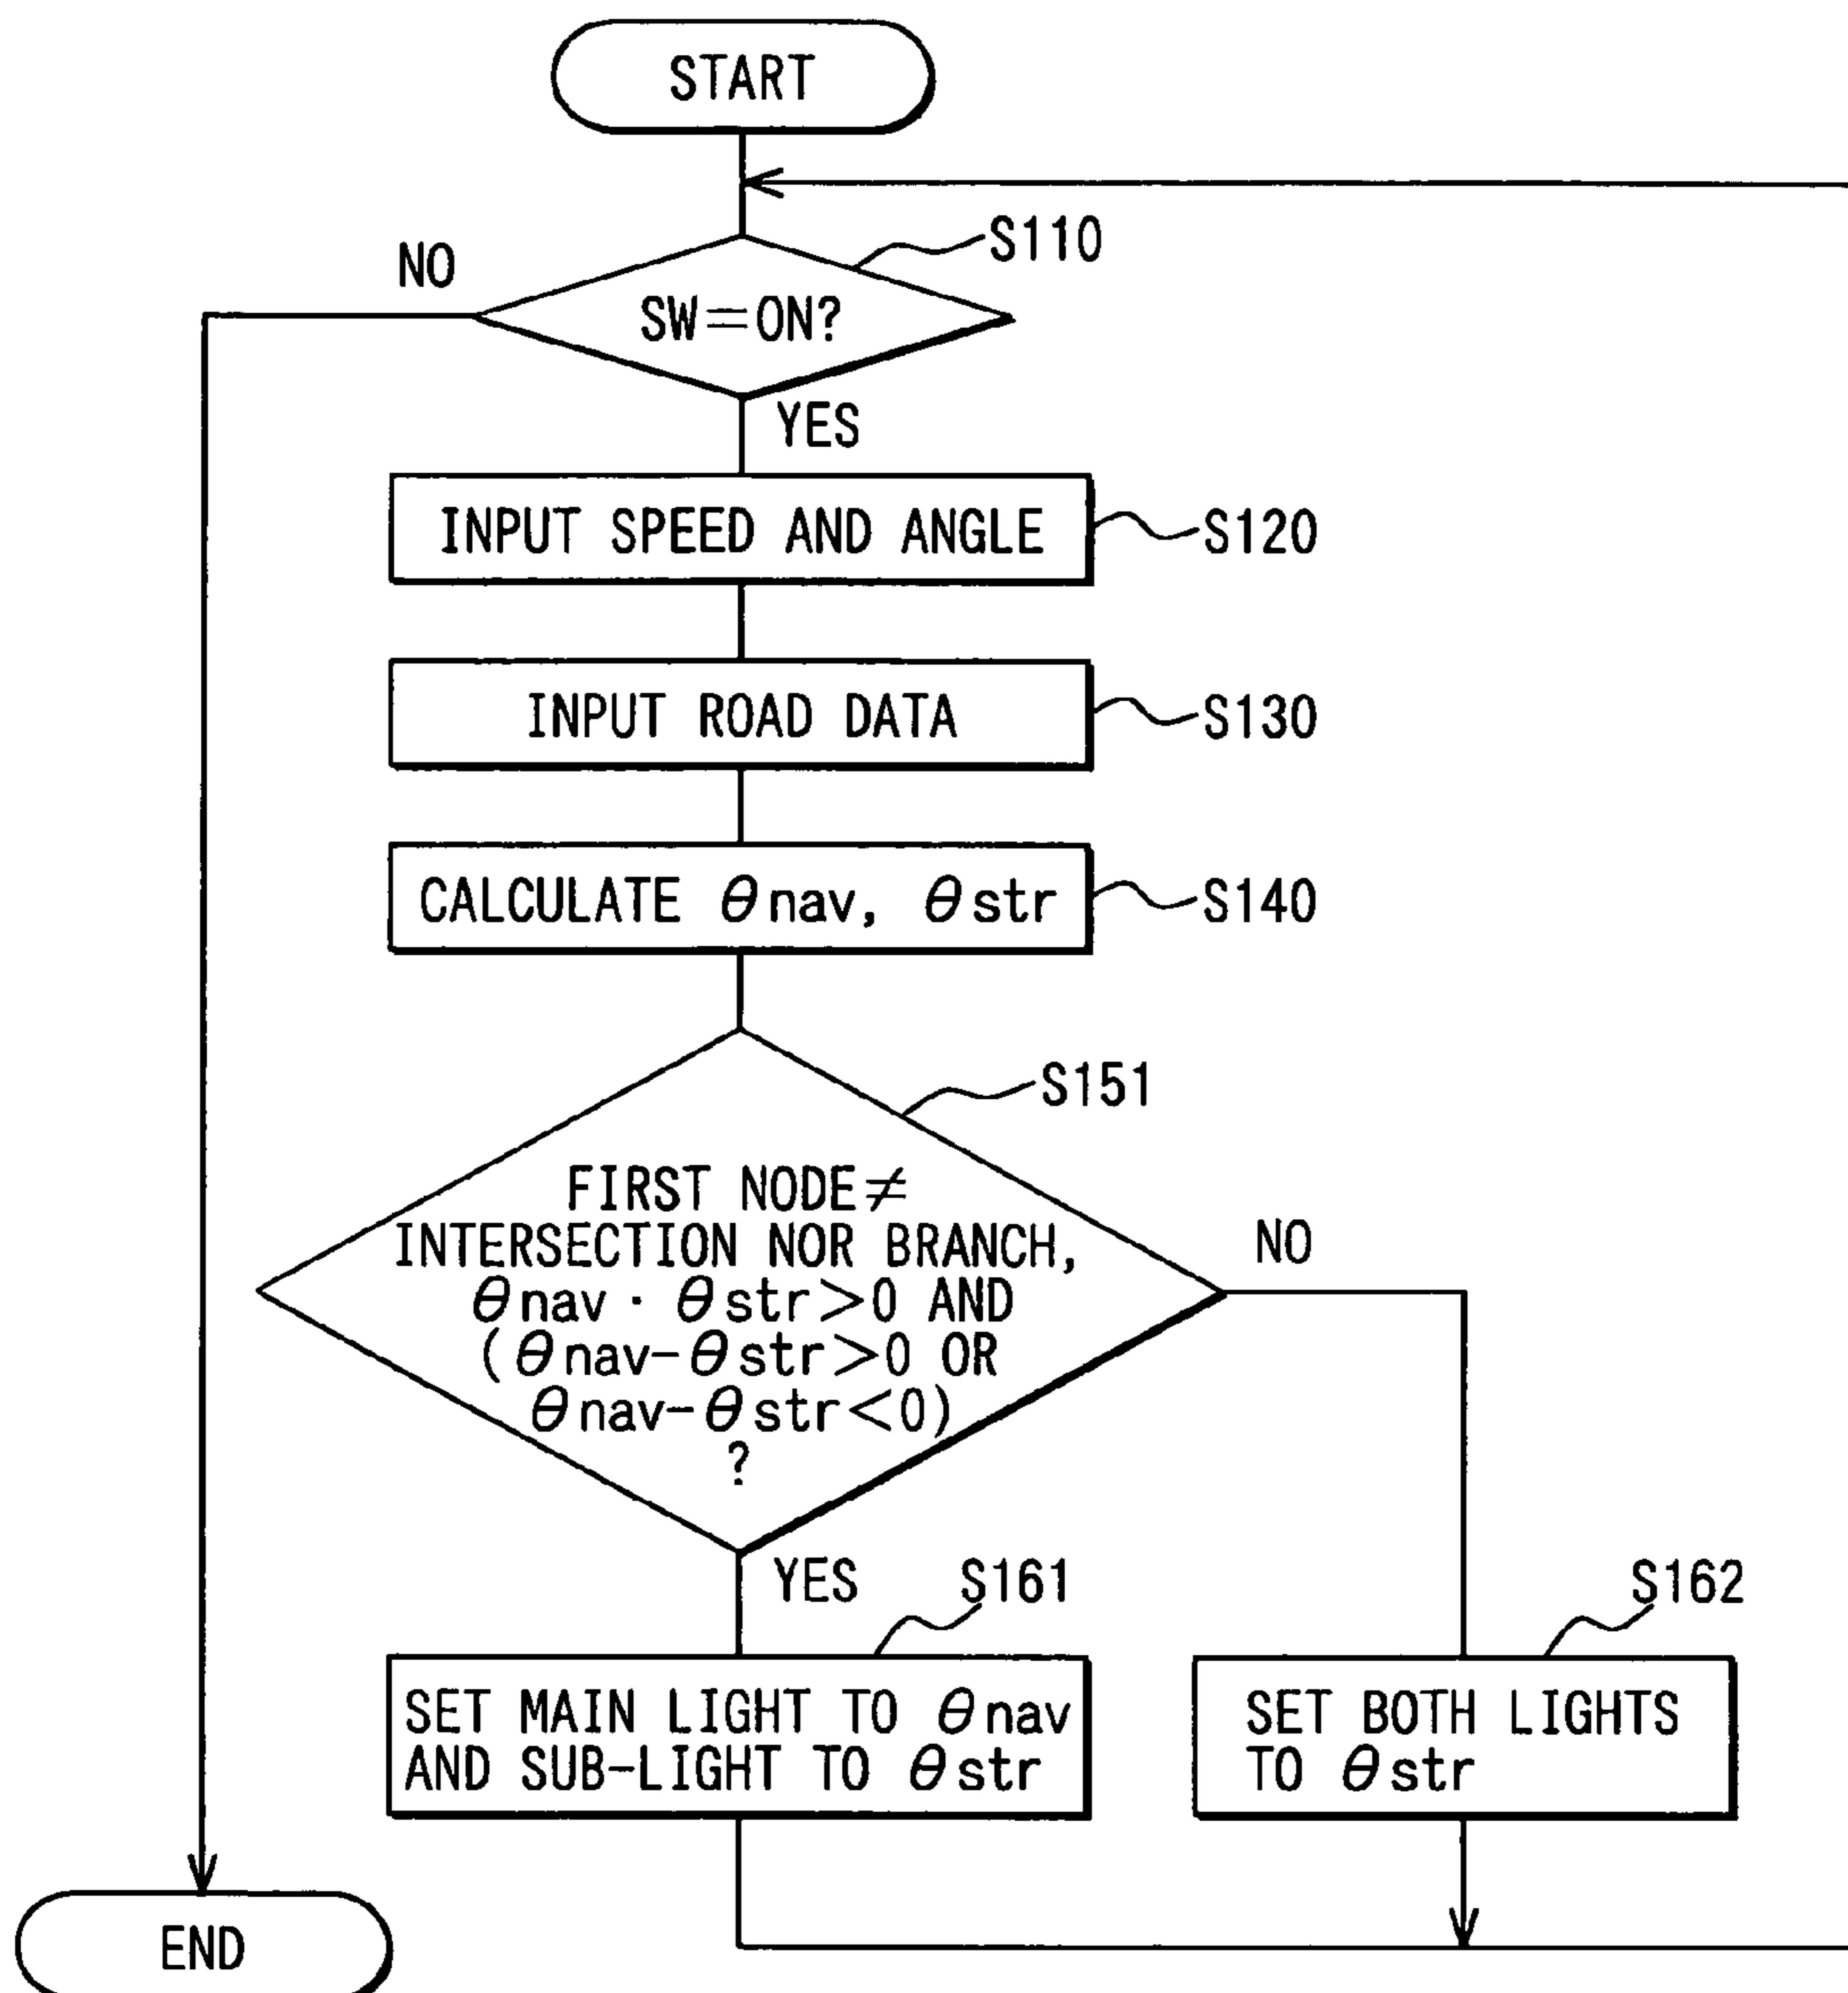 START
S110
NO
SW=ON?
YES
INPUT SPEED AND ANGLE
S120
INPUT ROAD DATA
S130
CALCULATE θnav, θstr
S140
S151
FIRST NODE≠
INTERSECTION NOR BRANCH,
θnav · θstr>0 AND
(θnav-θstr>0 OR
θnav-θstr<0)
?
NO
YES
S161
S162
SET MAIN LIGHT TO θnav
AND SUB-LIGHT TO θstr
SET BOTH LIGHTS
TO θstr
END